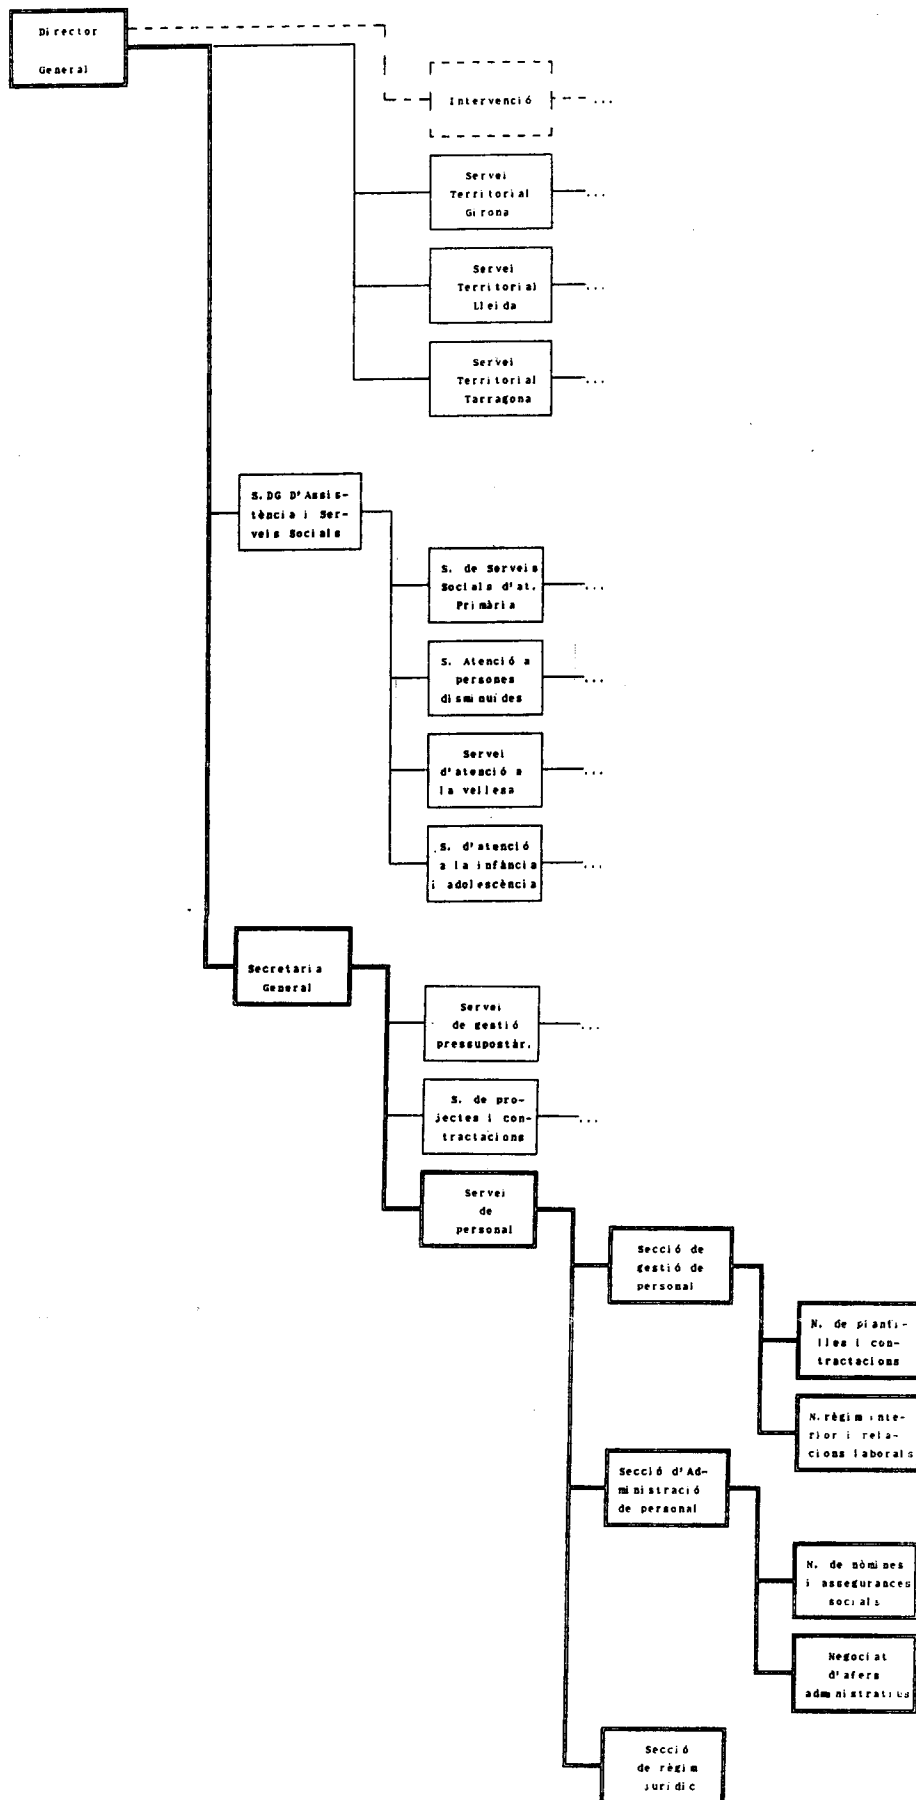 Director
General
Intervenció
...
Servei
Territorial
Girona
...
Servei
Territorial
Lleida
...
Servei
Territorial
Tarragona
...
S.DG D'Assis-
tència i Ser-
veis Socials
S. de Serveis
Socials d'at.
Primària
...
S. Atenció a
persones
disminuídes
...
Servei
d'atenció a
la vellesa
...
S. d'atenció
a la infància
i adolescència
...
Secretaria
General
Servei
de gestió
pressupostàr.
...
S. de pro-
jectes i con-
tractacions
...
Servei
de
personal
Secció de
gestió de
personal
N. de planti-
lles i con-
tractacions
N. règim inte-
rior i rela-
cions laborals
Secció d'Ad-
ministració
de personal
N. de nòmines
i assegurances
socials
Negociat
d'afers
administratius
Secció
de règim
jurídic